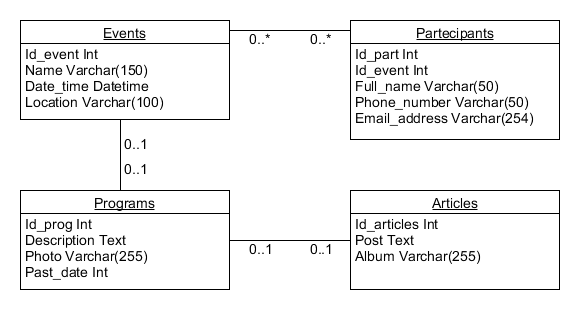 Events
Id_event Int
Name Varchar(150)
Date_time Datetime
Location Varchar(100)
0..*
0..*
Partecipants
Id_part Int
Id_event Int
Full_name Varchar(50)
Phone_number Varchar(50)
Email_address Varchar(254)
0..1
0..1
Programs
Id_prog Int
Description Text
Photo Varchar(255)
Past_date Int
0..1
0..1
Articles
Id_articles Int
Post Text
Album Varchar(255)